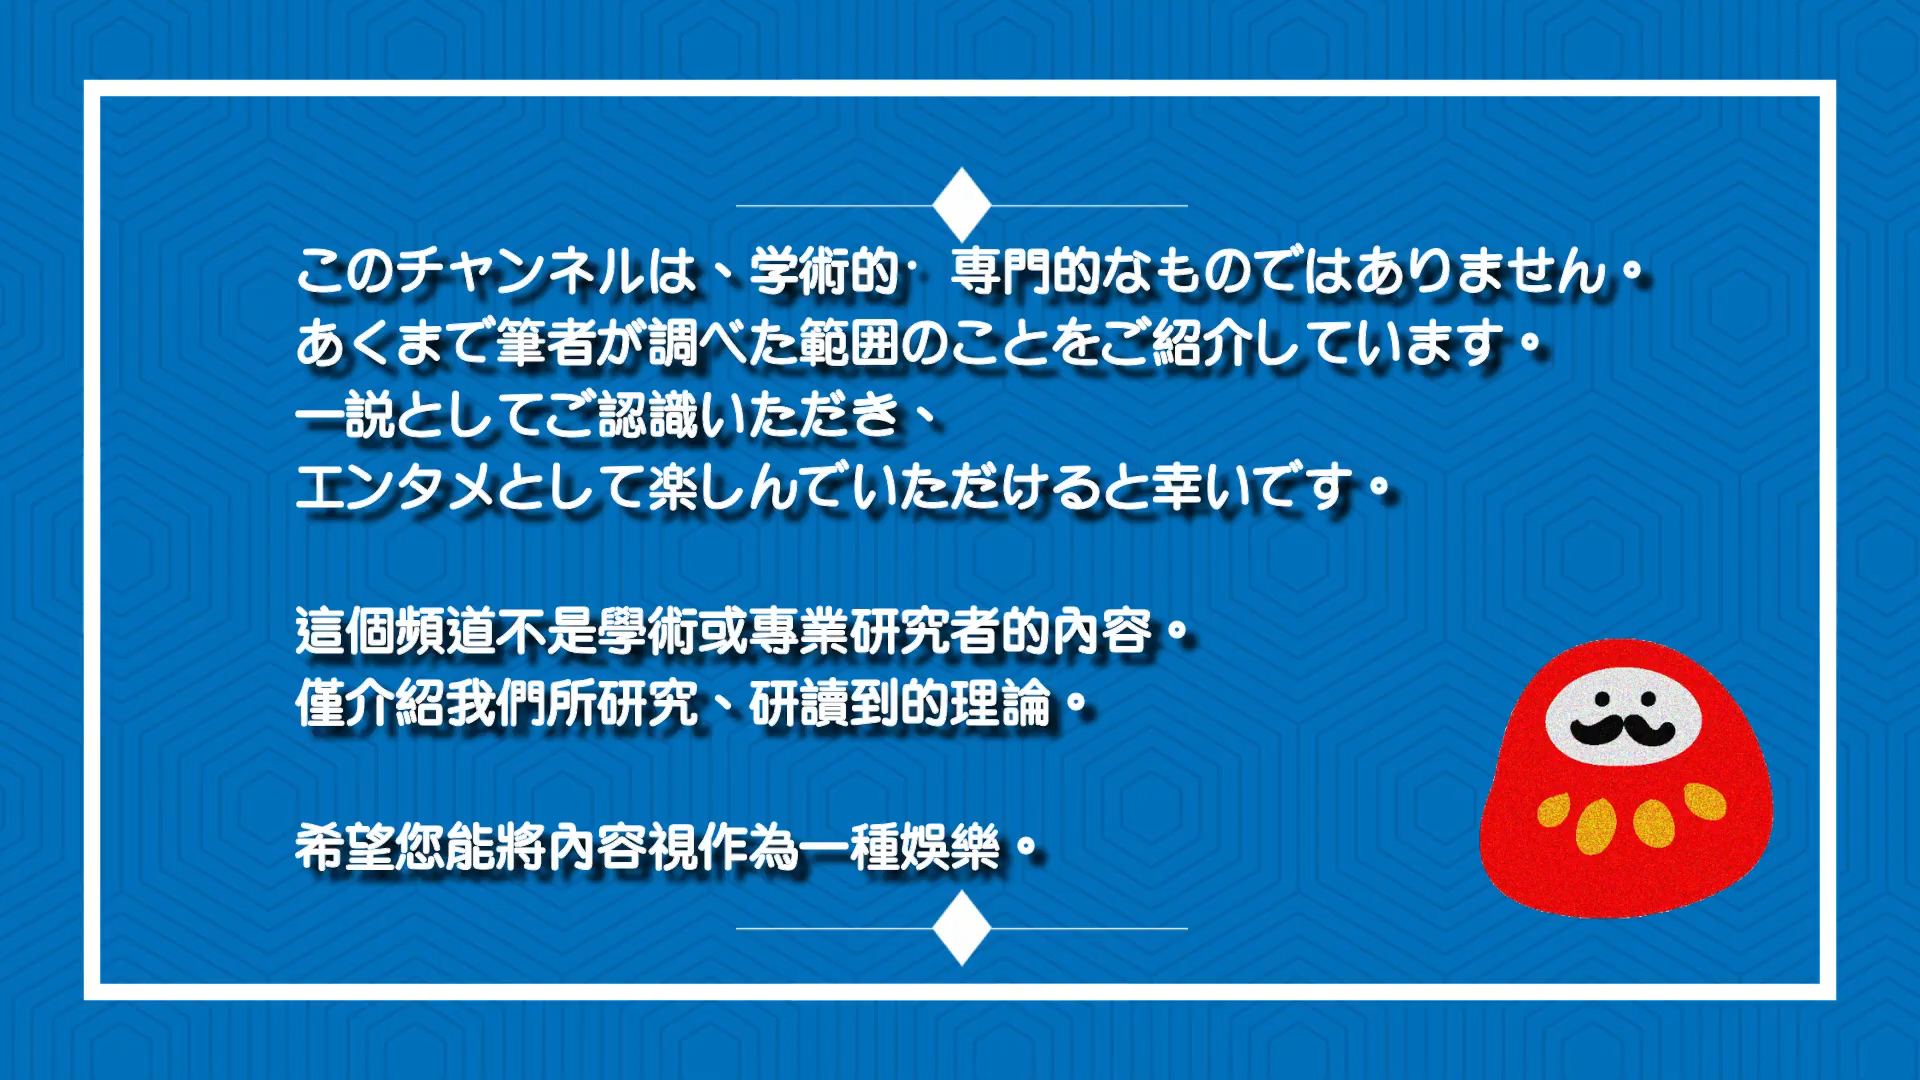 このチャンネルは、学術的·専門的なものではありません。
あくまで筆者が調べた範囲のことをご紹介しています。
一説としてご認識いただき、
エンタメとして楽しんでいただけると幸いです。
這個頻道不是學術或專業研究者的內容。
僅介紹我們所研究、研讀到的理論。
希望您能將內容視作為一種娛樂。